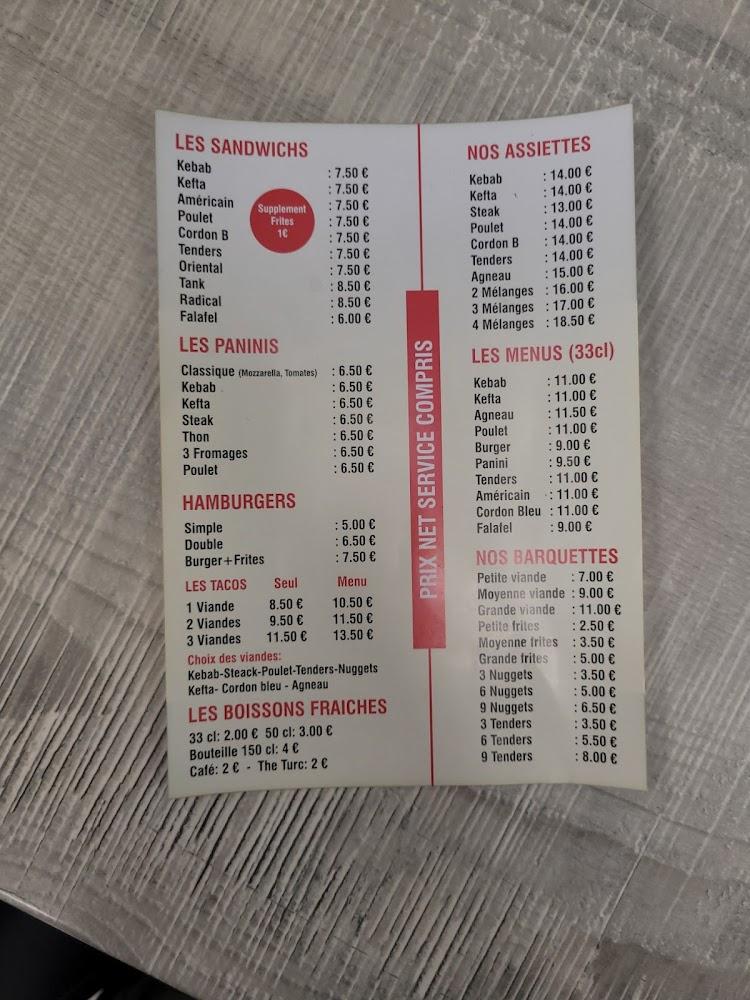 LES SANDWICHS
Kebab : 7.50 €
Kefta : 7.50 €
Américain : 7.50 €
Poulet : 7.50 €
Cordon B : 7.50 €
Tenders : 7.50 €
Oriental : 7.50 €
Tank : 8.50 €
Radical : 8.50 €
Falafel : 6.00 €
Supplement
Frites
1€
LES PANINIS
Classique (Mozzarella, Tomates) : 6.50 €
Kebab : 6.50 €
Kefta : 6.50 €
Steak : 6.50 €
Thon : 6.50 €
3 Fromages : 6.50 €
Poulet : 6.50 €
HAMBURGERS
Simple : 5.00 €
Double : 6.50 €
Burger+Frites : 7.50 €
LES TACOS Seul Menu
1 Viande 8.50 € 10.50 €
2 Viandes 9.50 € 11.50 €
3 Viandes 11.50 € 13.50 €
Choix des viandes:
Kebab-Steack-Poulet-Tenders-Nuggets
Kefta- Cordon bleu - Agneau
LES BOISSONS FRAICHES
33 cl: 2.00 € 50 cl: 3.00 €
Bouteille 150 cl: 4 €
Café: 2 € - The Turc: 2 €
PRIX NET SERVICE COMPRIS
NOS ASSIETTES
Kebab : 14.00 €
Kefta : 14.00 €
Steak : 13.00 €
Poulet : 14.00 €
Cordon B : 14.00 €
Tenders : 14.00 €
Agneau : 15.00 €
2 Mélanges : 16.00 €
3 Mélanges : 17.00 €
4 Mélanges : 18.50 €
LES MENUS (33cl)
Kebab : 11.00 €
Kefta : 11.00 €
Agneau : 11.50 €
Poulet : 11.00 €
Burger : 9.00 €
Panini : 9.50 €
Tenders : 11.00 €
Américain : 11.00 €
Cordon Bleu : 11.00 €
Falafel : 9.00 €
NOS BARQUETTES
Petite viande : 7.00 €
Moyenne viande : 9.00 €
Grande viande : 11.00 €
Petite frites : 2.50 €
Moyenne frites : 3.50 €
Grande frites : 5.00 €
3 Nuggets : 3.50 €
6 Nuggets : 5.00 €
9 Nuggets : 6.50 €
3 Tenders : 3.50 €
6 Tenders : 5.50 €
9 Tenders : 8.00 €